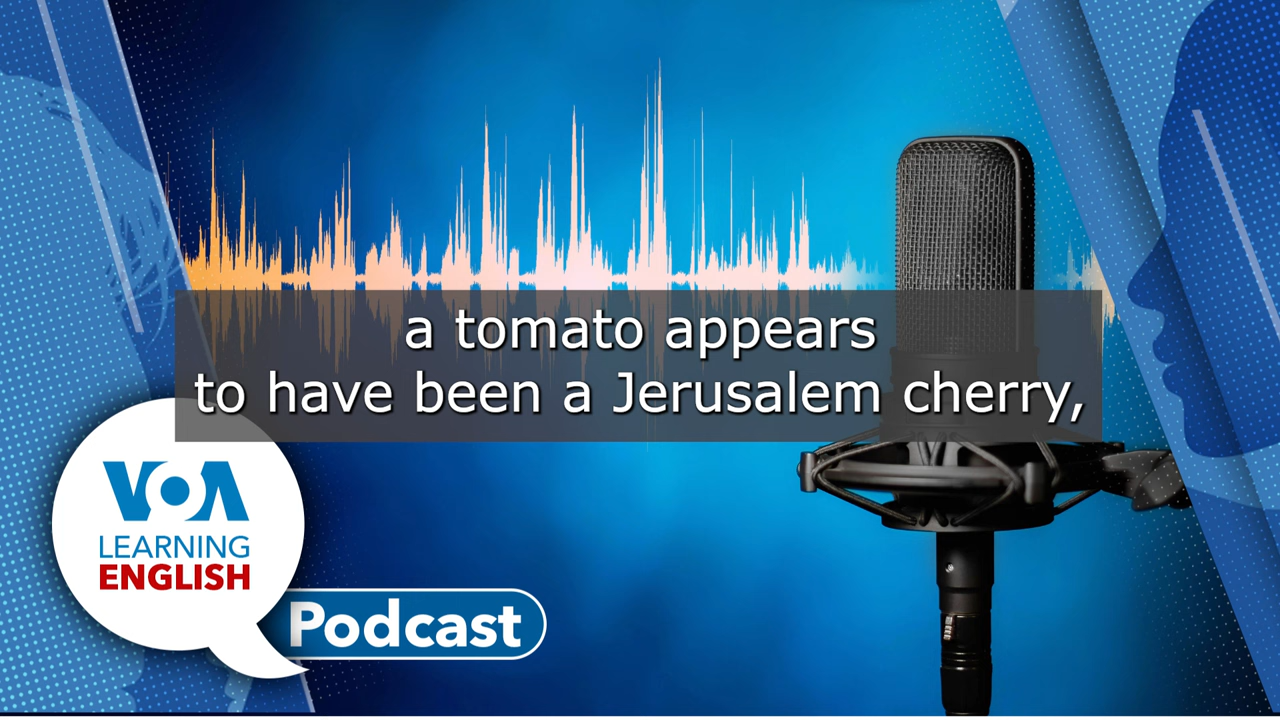 a tomato appears
to have been a Jerusalem cherry,
VOA
LEARNING
ENGLISH
Podcast